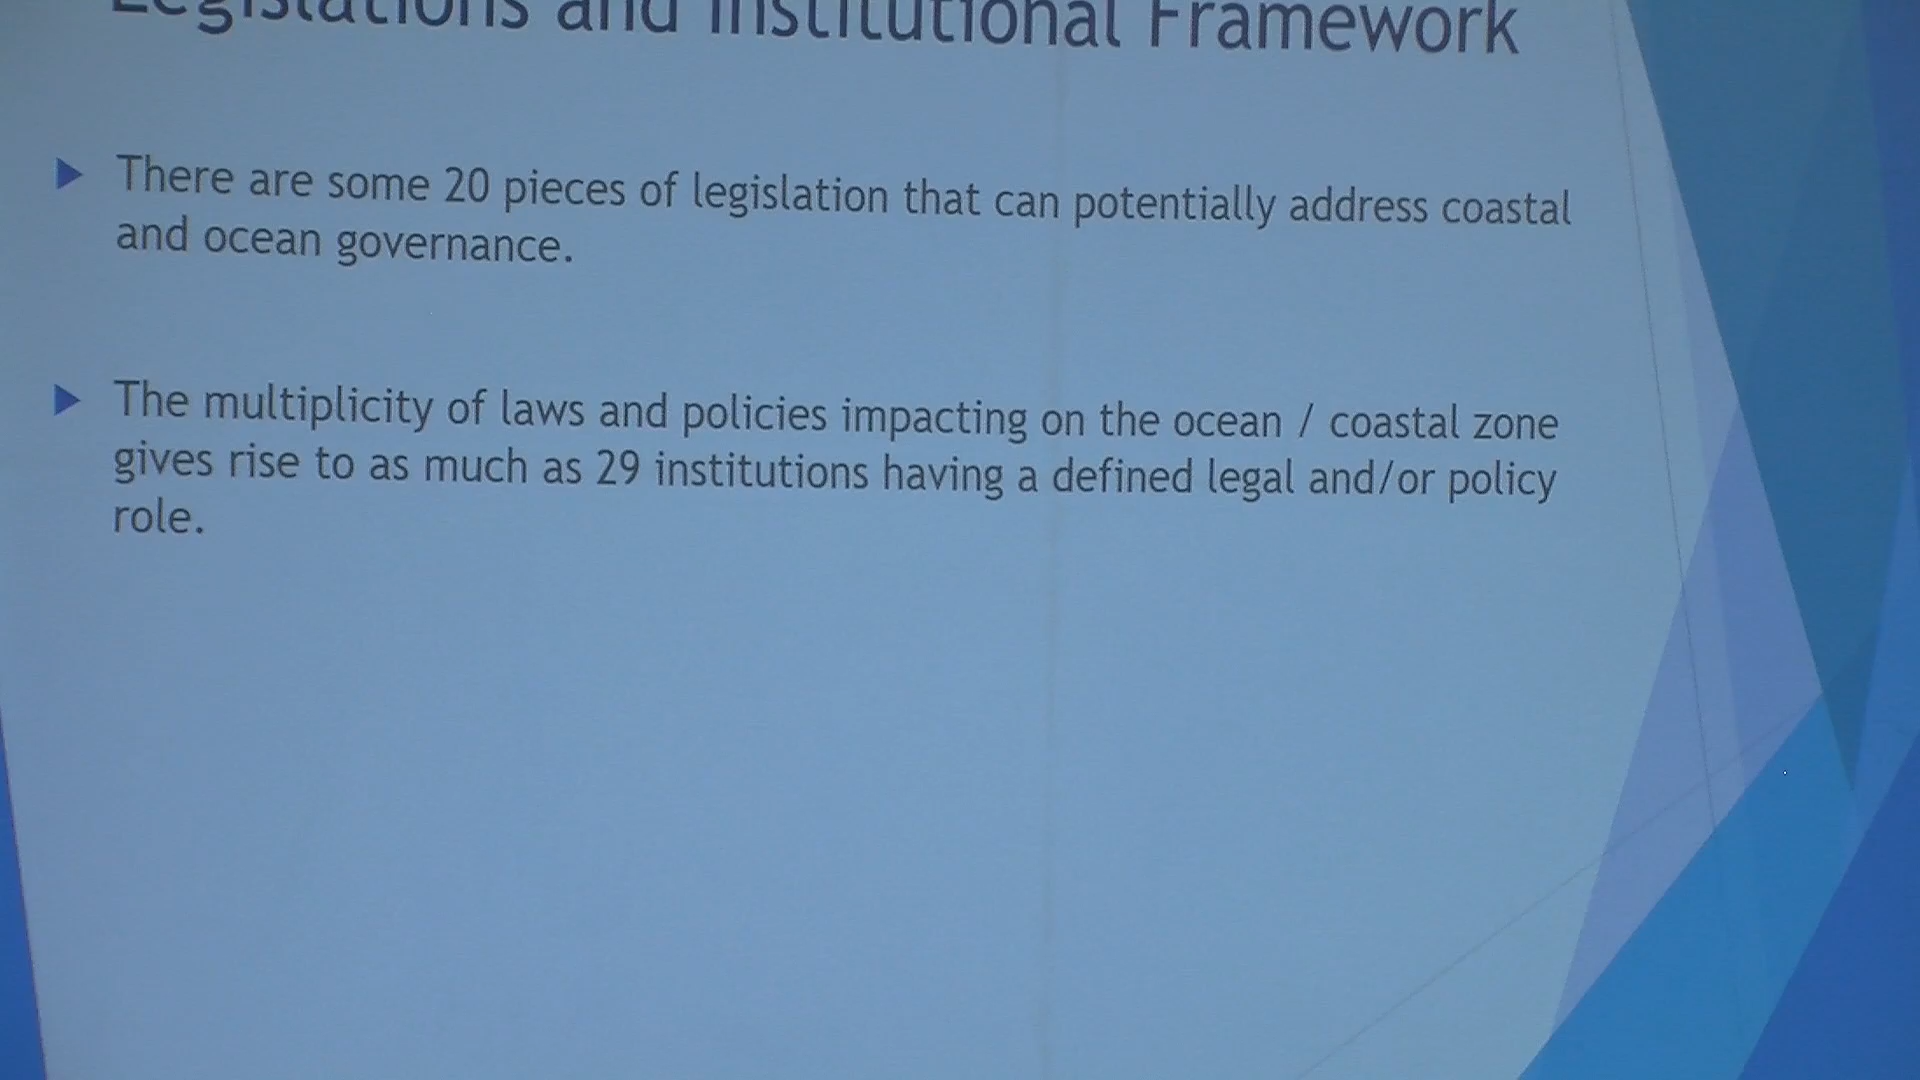 Legislations and Institutional Framework
There are some 20 pieces of legislation that can potentially address coastal
and ocean governance.
The multiplicity of laws and policies impacting on the ocean / coastal zone
gives rise to as much as 29 institutions having a defined legal and/or policy
role.